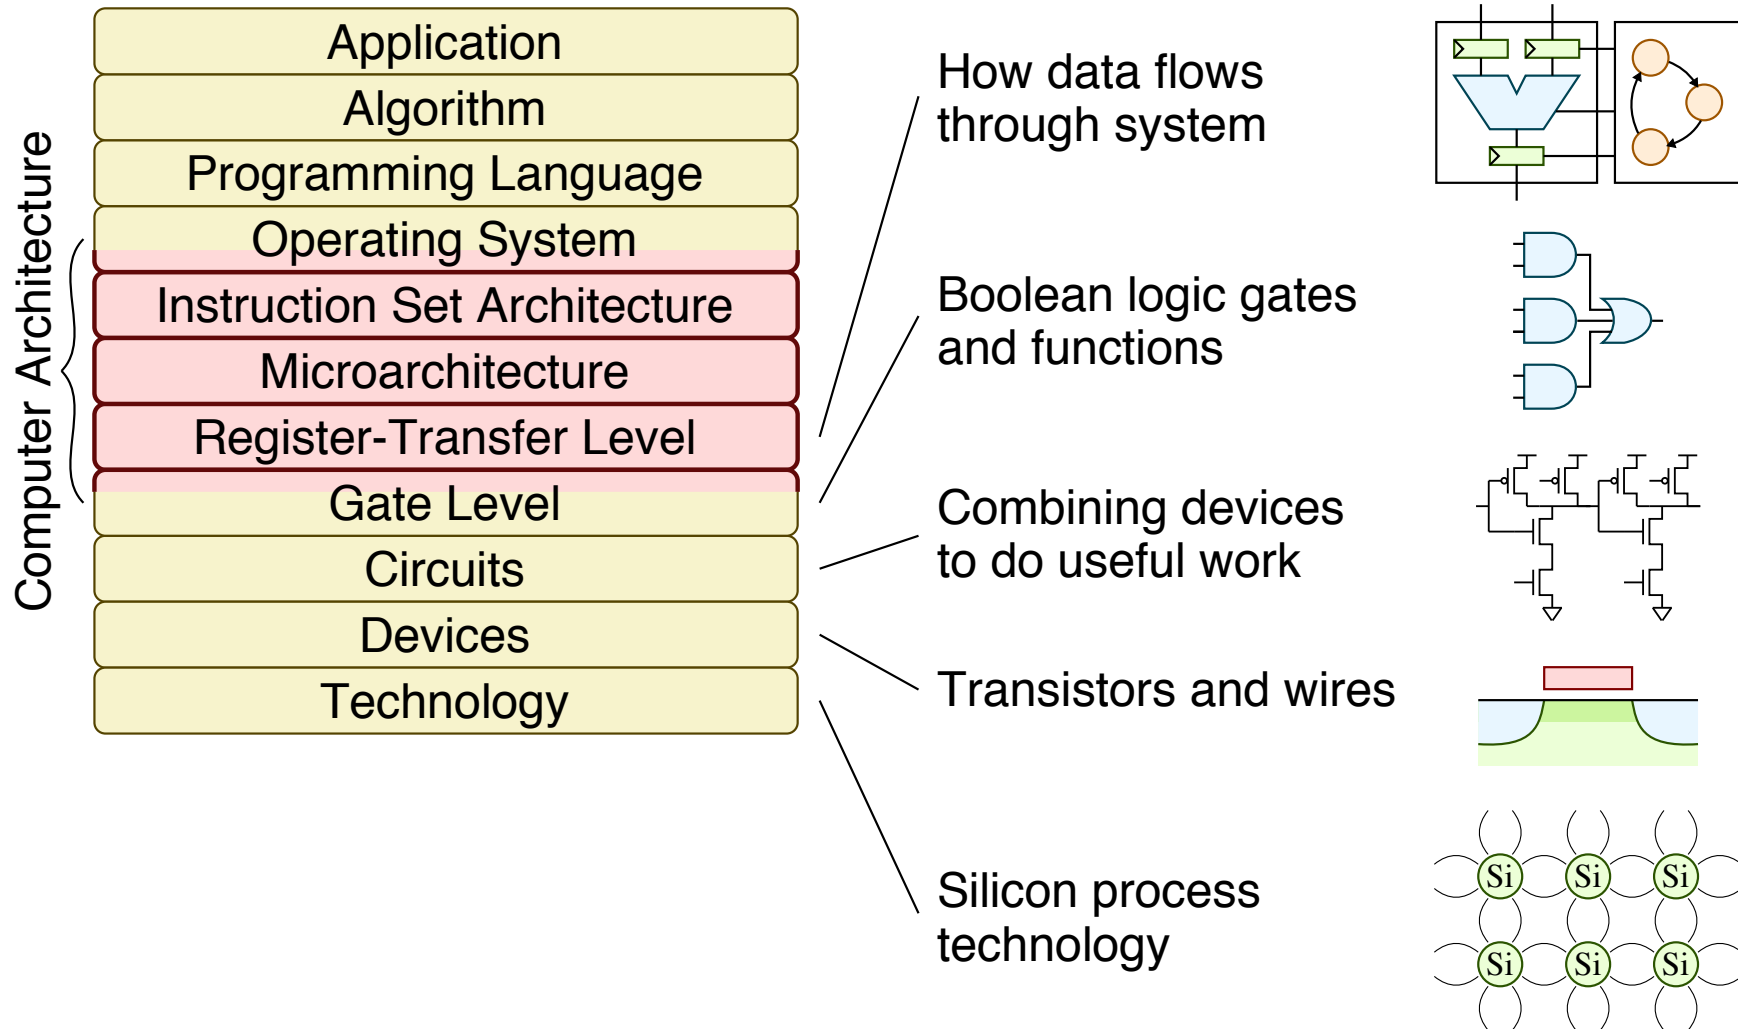 Computer Architecture
Application
Algorithm
Programming Language
Operating System
Instruction Set Architecture
Microarchitecture
Register-Transfer Level
Gate Level
Circuits
Devices
Technology
How data flows
through system
Boolean logic gates
and functions
Combining devices
to do useful work
Transistors and wires
Silicon process
technology
Si Si Si
Si Si Si